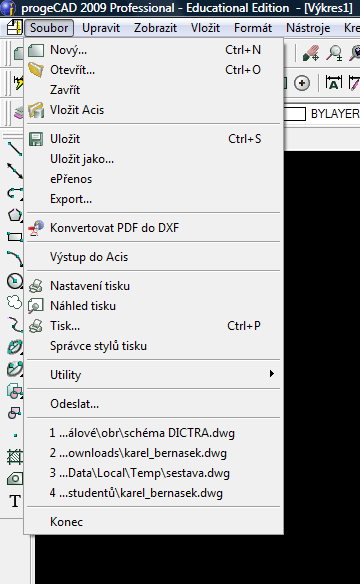 progeCAD 2009 Professional - Educational Edition - [Výkres1]
Soubor Upravit Zobrazit Vložit Formát Nástroje Kre
Nový... Ctrl+N
Otevřít... Ctrl+O
Zavřít
Vložit Acis
BYLAYER
Uložit Ctrl+S
Uložit jako...
ePřenos
Export...
Konvertovat PDF do DXF
Výstup do Acis
Nastavení tisku
Náhled tisku
Tisk... Ctrl+P
Správce stylů tisku
Utility
Odeslat...
1 ...álové\obr\schéma DICTRA.dwg
2 ...ownloads\karel_bernasek.dwg
3 ...Data\Local\Temp\sestava.dwg
4 ...studentů\karel_bernasek.dwg
Konec